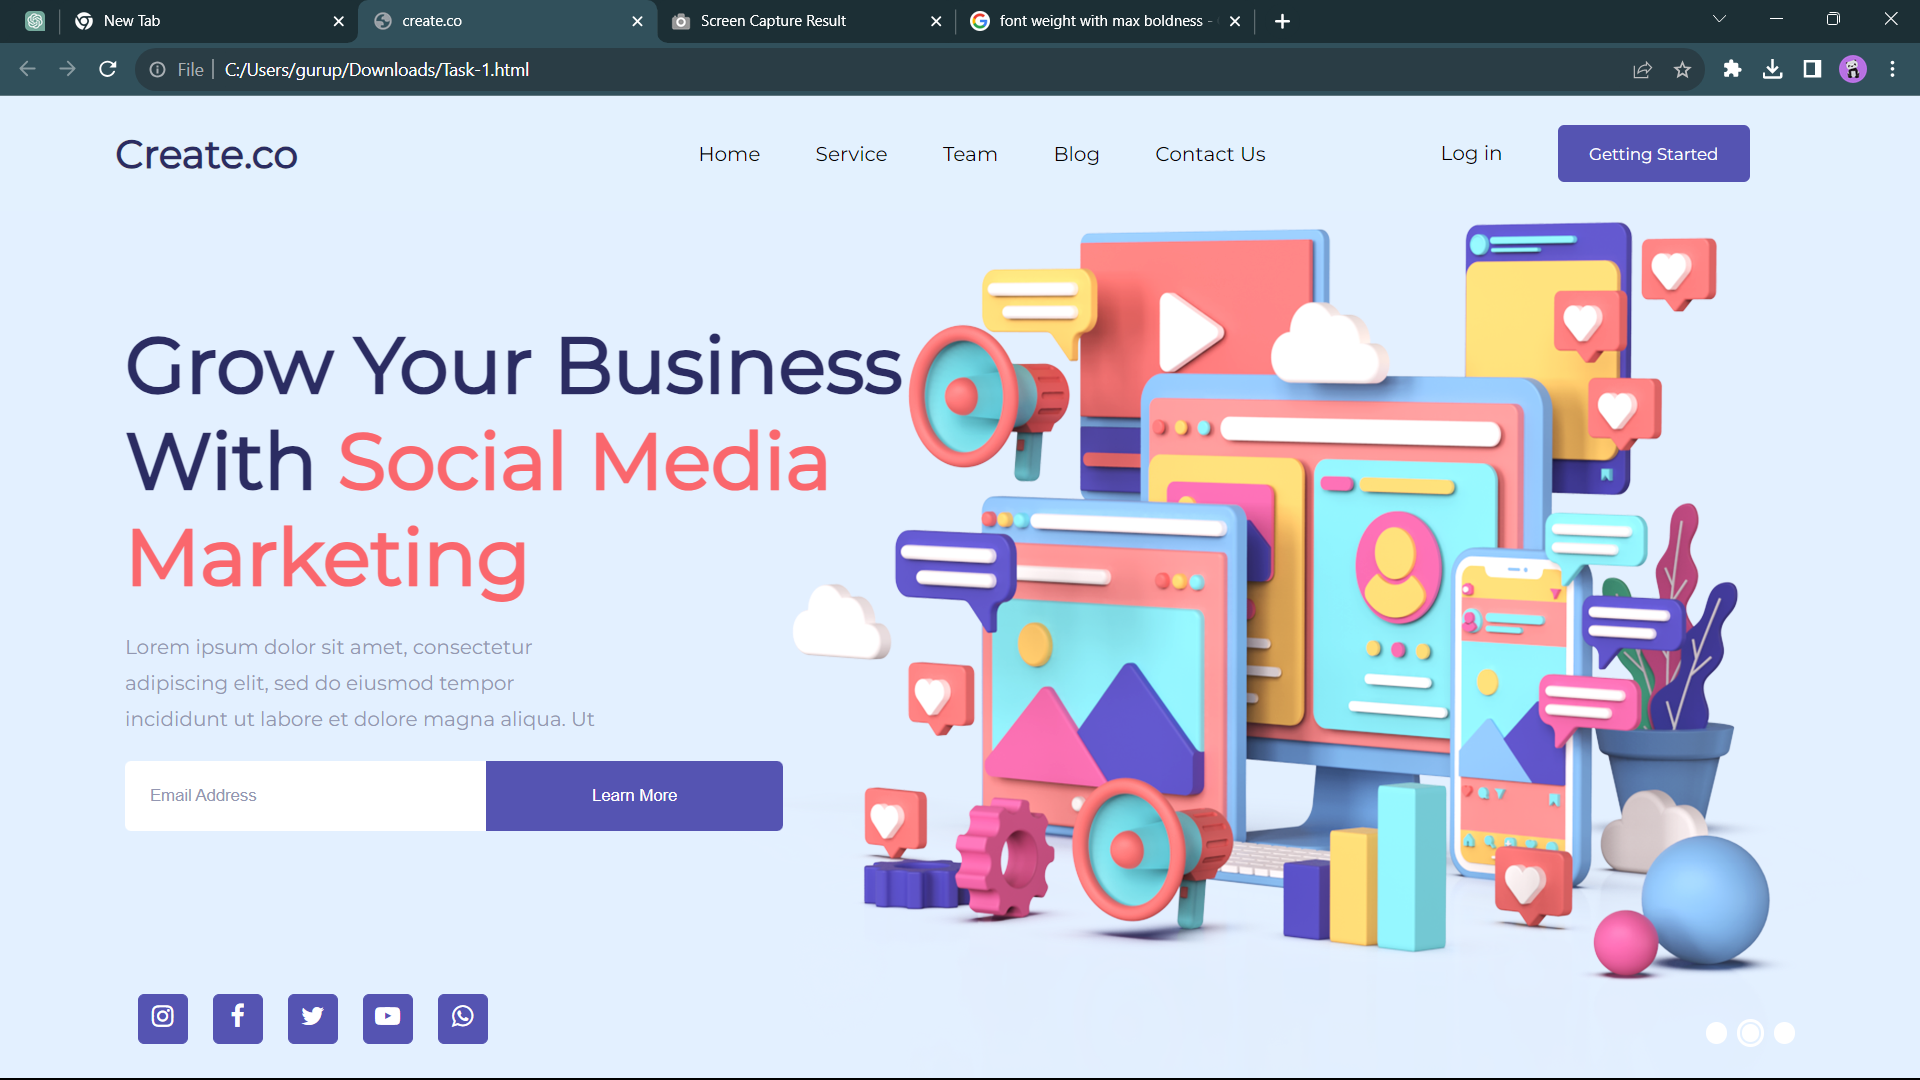 New Tab
create.co
Screen Capture Result
font weight with max boldness -
File
C:/Users/gurup/Downloads/Task-1.html
Create.co
Home
Service
Team
Blog
Contact Us
Log in
Getting Started
Grow Your Business
With Social Media
Marketing
Lorem ipsum dolor sit amet, consectetur
adipiscing elit, sed do eiusmod tempor
incididunt ut labore et dolore magna aliqua. Ut
Email Address
Learn More